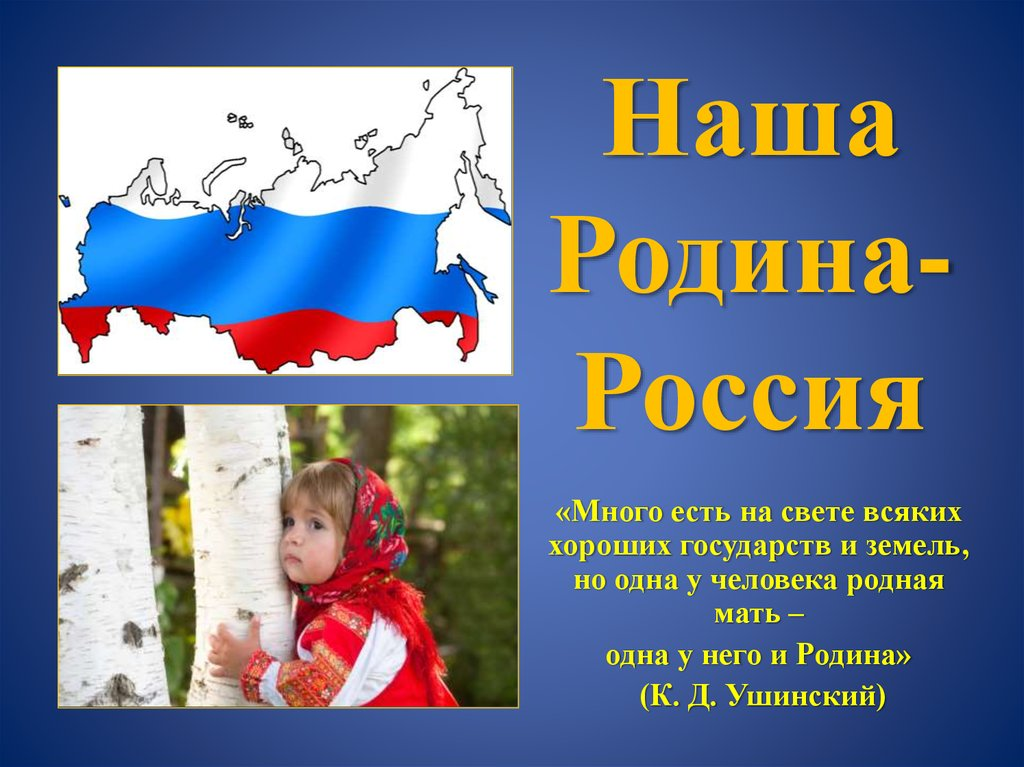 Наша
Родина-
Россия
«Много есть на свете всяких
хороших государств и земель,
но одна у человека родная
мать –
одна у него и Родина»
(К. Д. Ушинский)